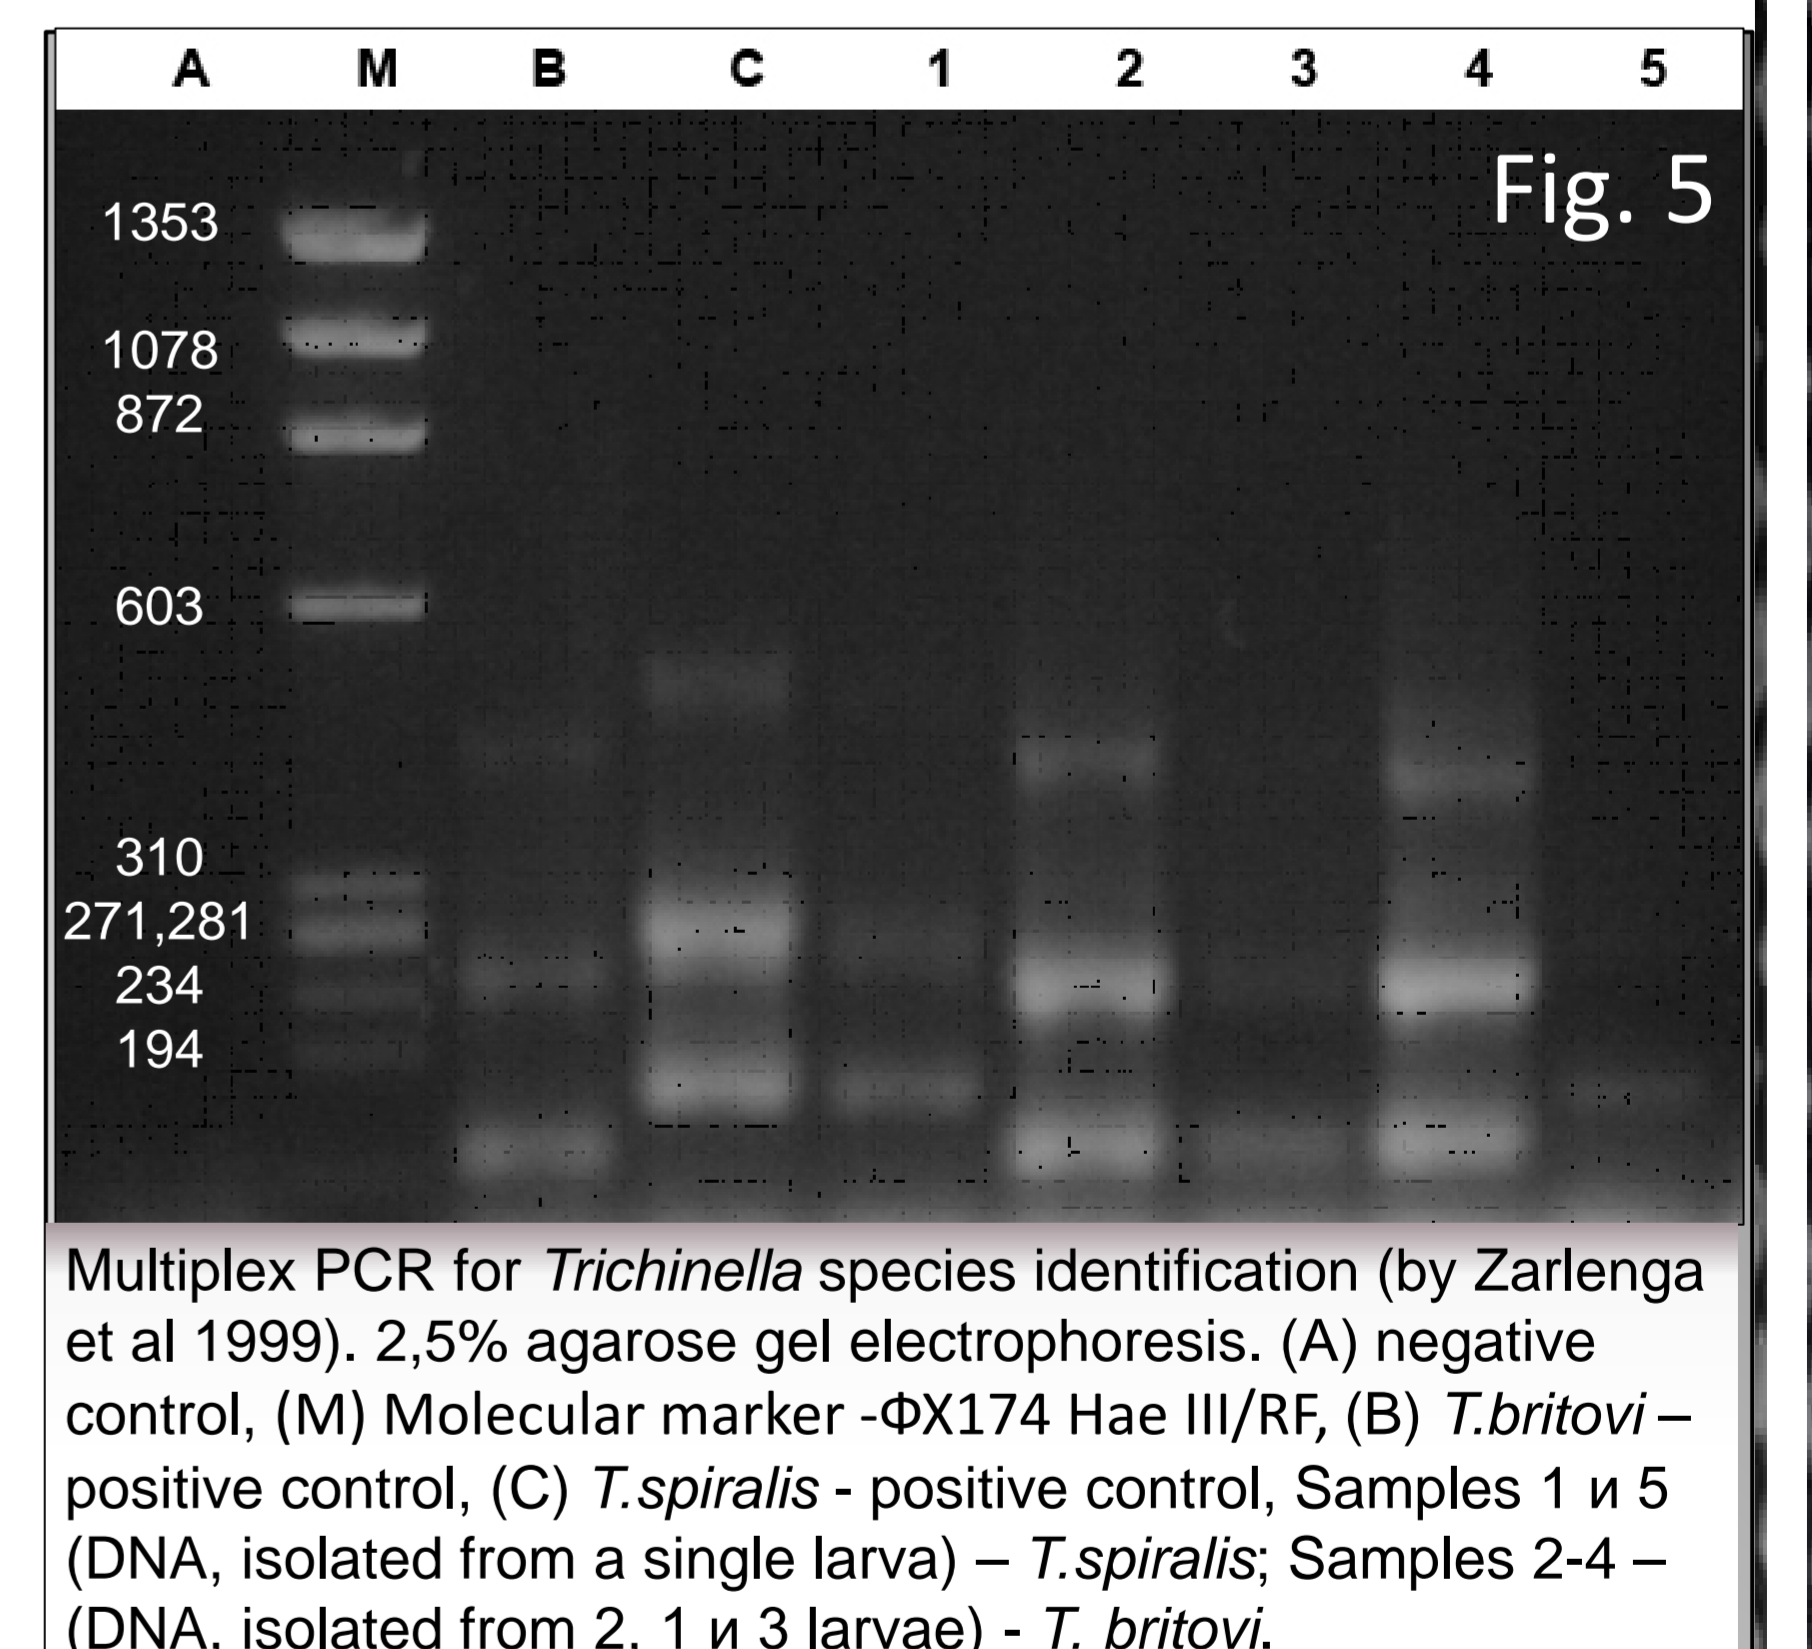 A M B C 1 2 3 4 5
Fig. 5
1353
1078
872
603
310
271,281
234
194
Multiplex PCR for Trichinella species identification (by Zarlenga
et al 1999). 2,5% agarose gel electrophoresis. (A) negative
control, (M) Molecular marker -ΦX174 Hae III/RF, (B) T.britovi –
positive control, (C) T.spiralis - positive control, Samples 1 и 5
(DNA, isolated from a single larva) – T.spiralis; Samples 2-4 –
(DNA, isolated from 2, 1 и 3 larvae) - T. britovi.